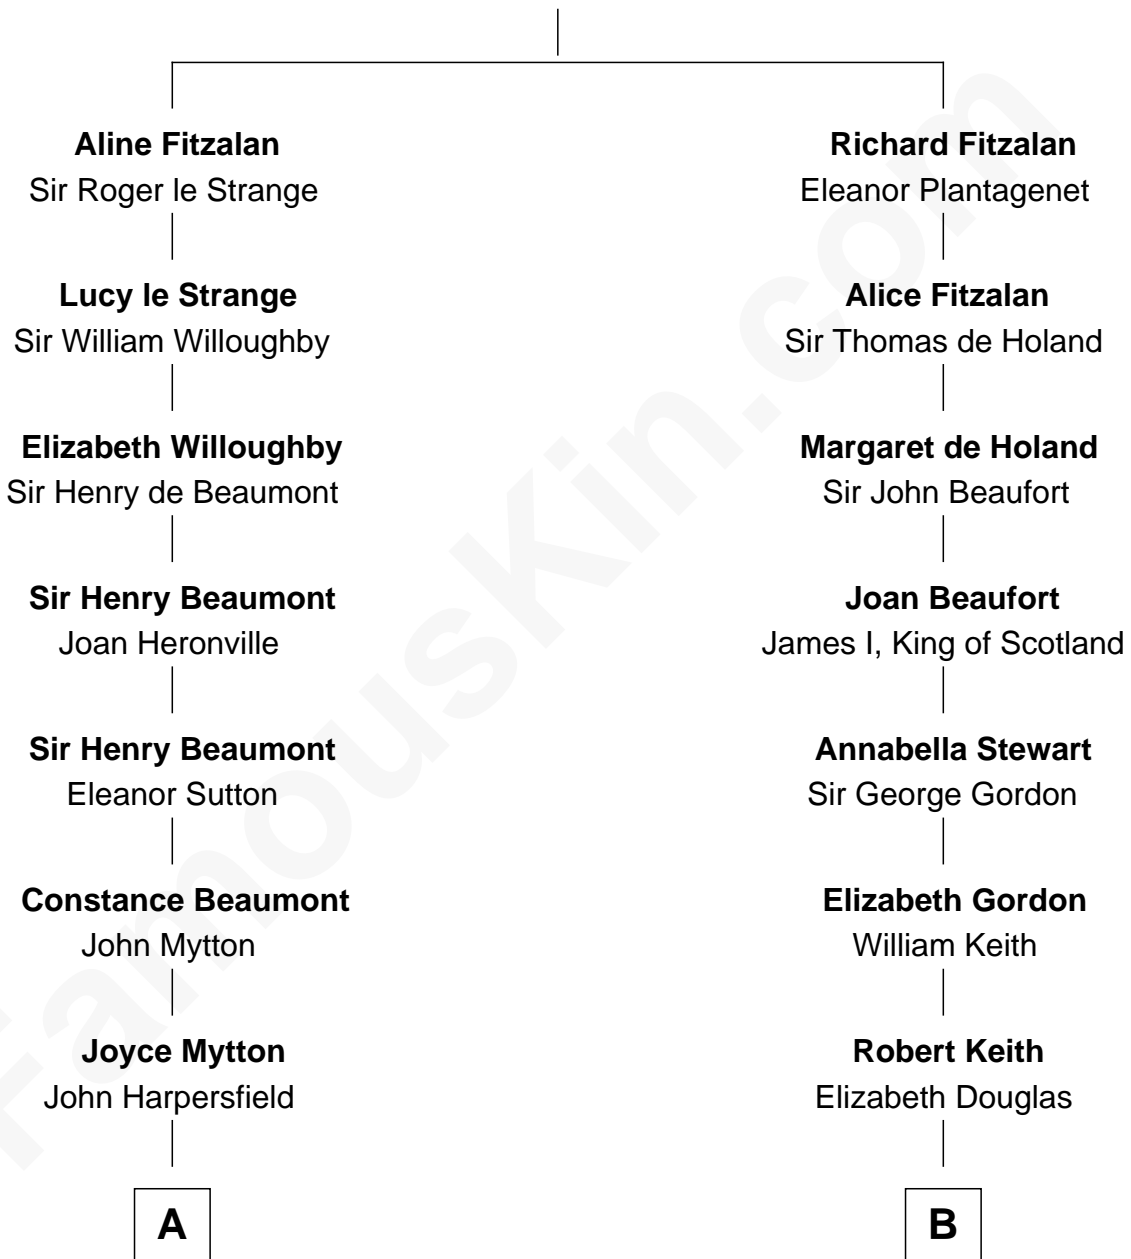 Aline Fitzalan
Sir Roger le Strange
Lucy le Strange
Sir William Willoughby
Elizabeth Willoughby
Sir Henry de Beaumont
Sir Henry Beaumont
Joan Heronville
Sir Henry Beaumont
Eleanor Sutton
Constance Beaumont
John Mytton
Joyce Mytton
John Harpersfield
A
Richard Fitzalan
Eleanor Plantagenet
Alice Fitzalan
Sir Thomas de Holand
Margaret de Holand
Sir John Beaufort
Joan Beaufort
James I, King of Scotland
Annabella Stewart
Sir George Gordon
Elizabeth Gordon
William Keith
Robert Keith
Elizabeth Douglas
B
FamousKin.com